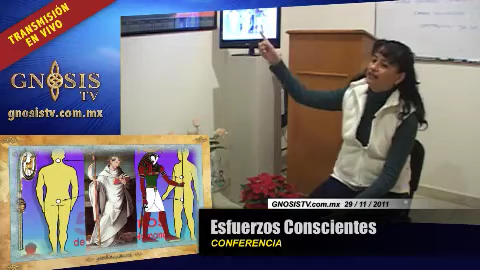 TRANSMISIÓN
EN VIVO
GNOSIS
TV
gnosistv.com.mx
GNOSISTV.com.mx 29 / 11 / 2011
Esfuerzos Conscientes
CONFERENCIA